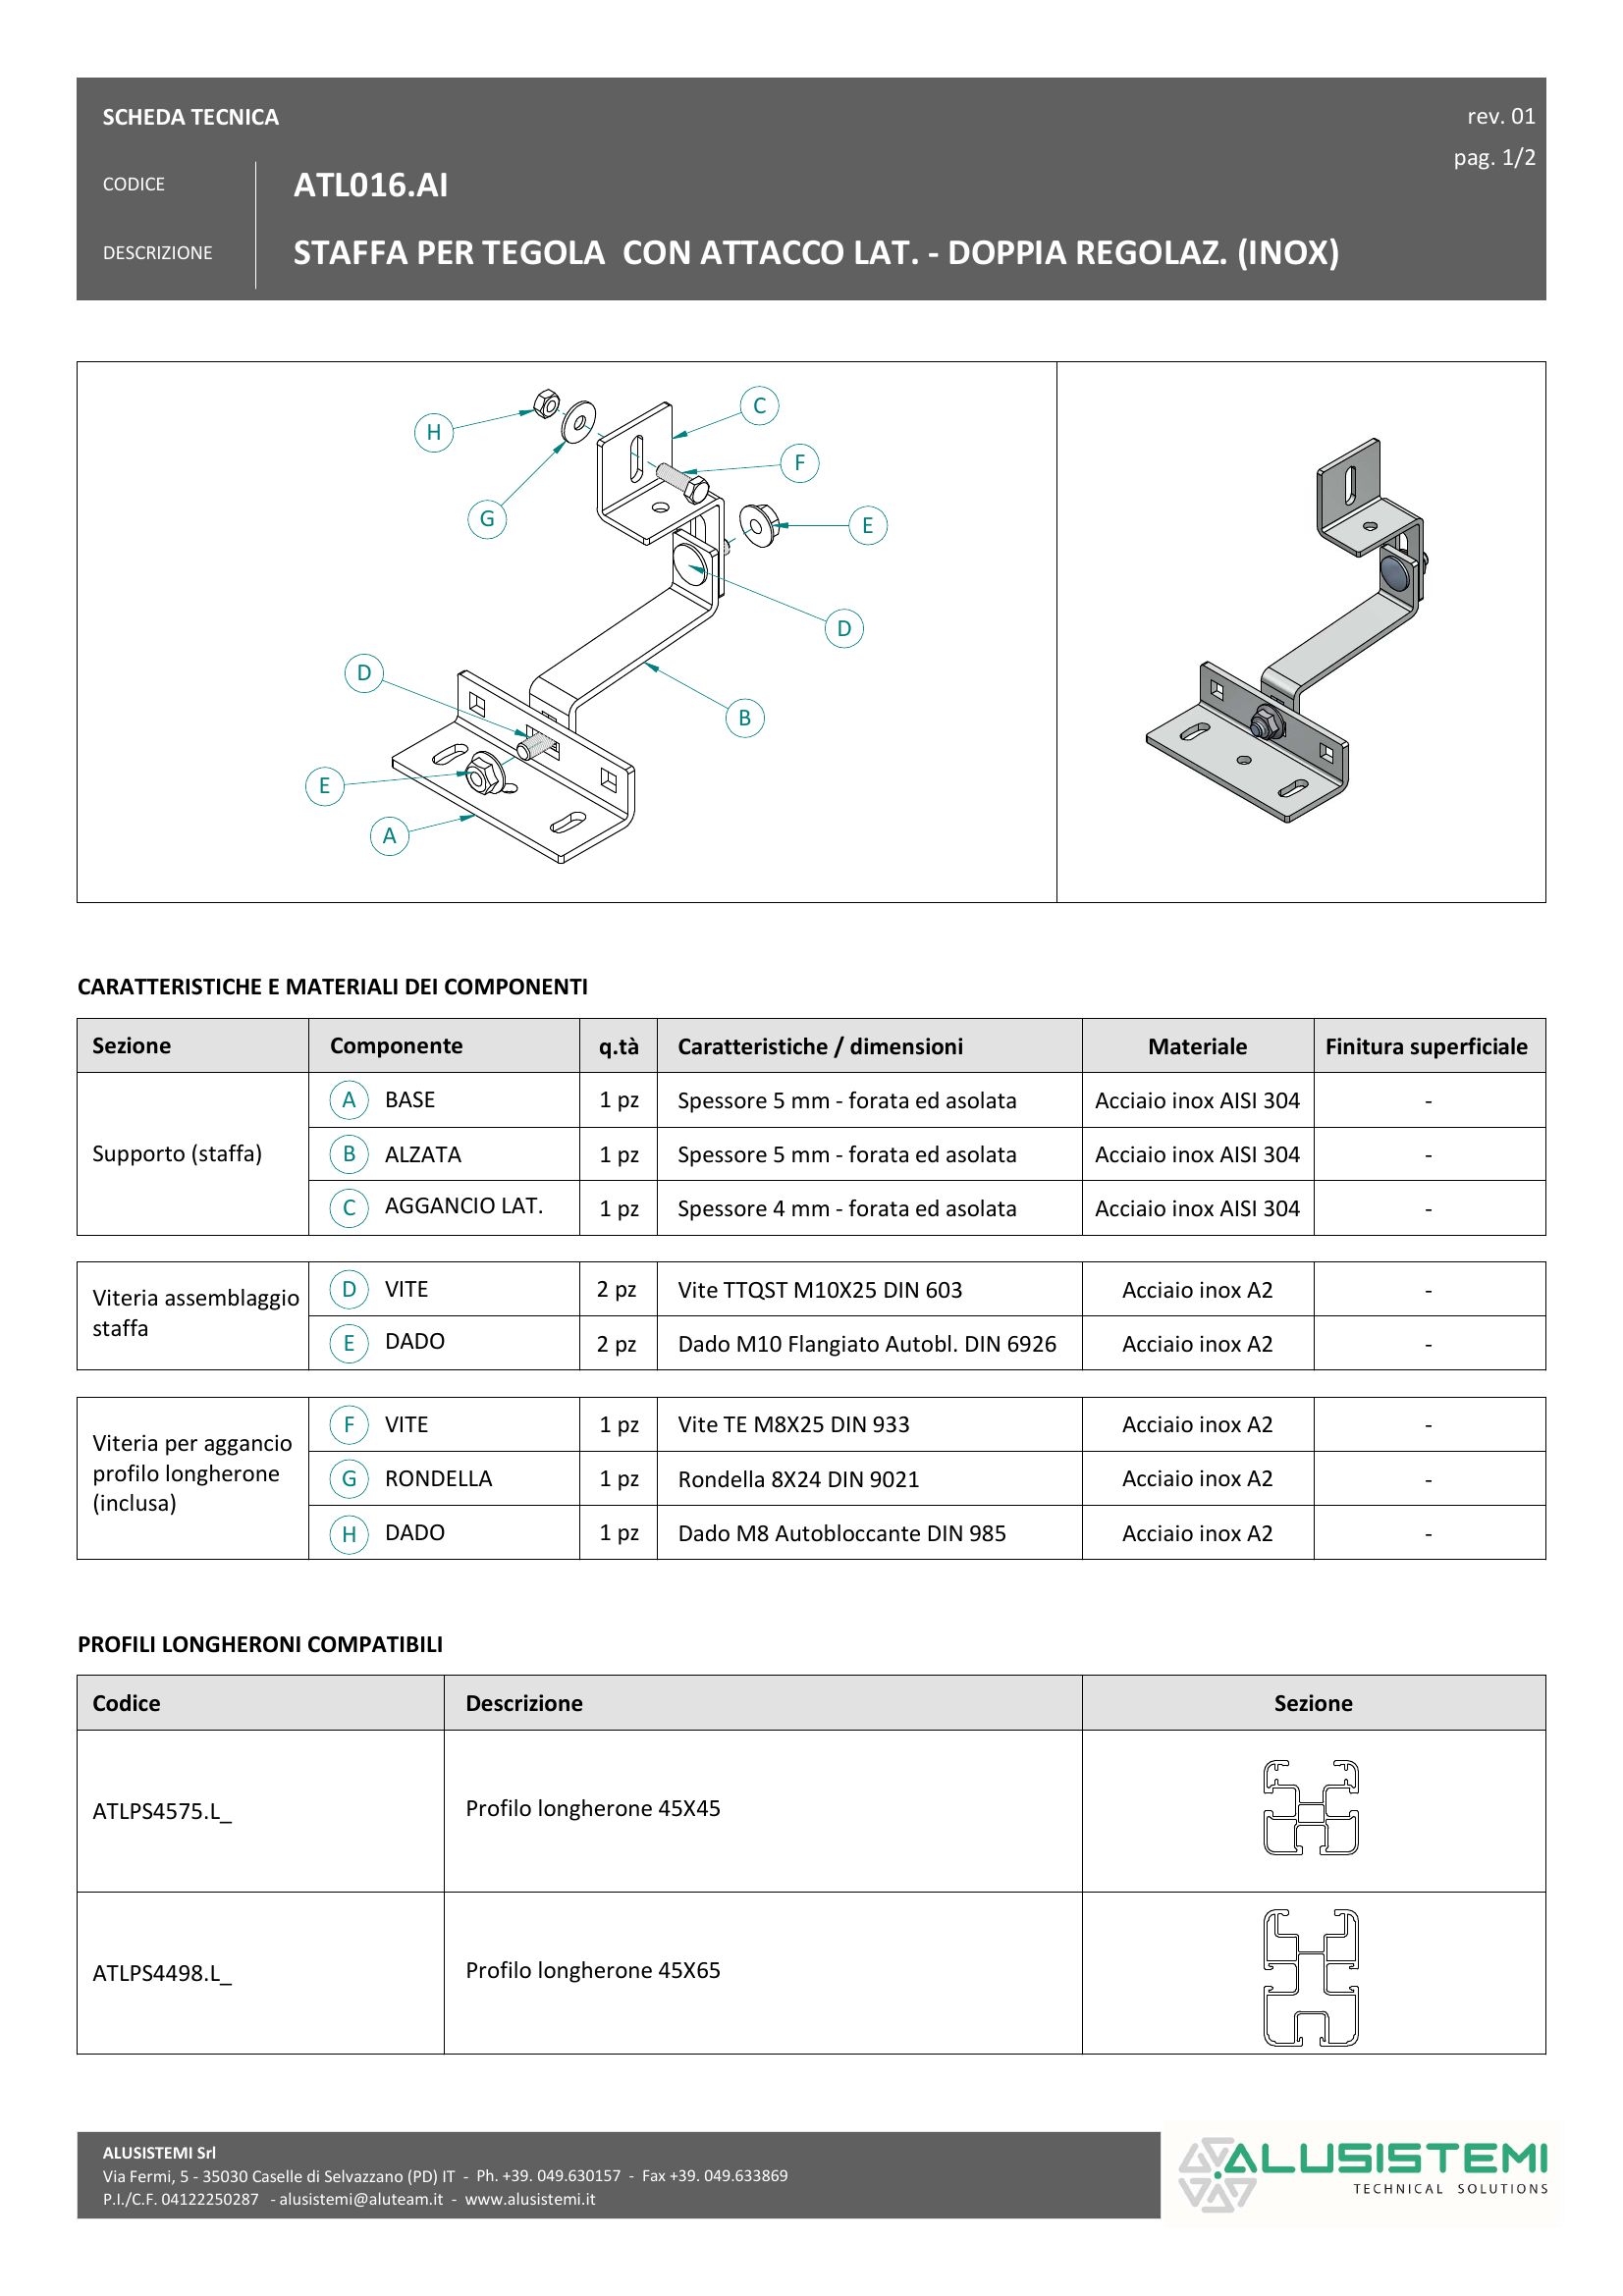 SCHEDA TECNICA
rev. 01
pag. 1/2
CODICE
ATL016.AI
DESCRIZIONE
STAFFA PER TEGOLA  CON ATTACCO LAT. - DOPPIA REGOLAZ. (INOX)
H
C
F
G
E
D
D
B
E
A
CARATTERISTICHE E MATERIALI DEI COMPONENTI
Sezione Componente q.tà Caratteristiche / dimensioni Materiale Finitura superficiale
Supporto (staffa)
A BASE 1 pz Spessore 5 mm - forata ed asolata Acciaio inox AISI 304 -
B ALZATA 1 pz Spessore 5 mm - forata ed asolata Acciaio inox AISI 304 -
C AGGANCIO LAT. 1 pz Spessore 4 mm - forata ed asolata Acciaio inox AISI 304 -
Viteria assemblaggio
staffa
D VITE 2 pz Vite TTQST M10X25 DIN 603 Acciaio inox A2 -
E DADO 2 pz Dado M10 Flangiato Autobl. DIN 6926 Acciaio inox A2 -
Viteria per aggancio
profilo longherone
(inclusa)
F VITE 1 pz Vite TE M8X25 DIN 933 Acciaio inox A2 -
G RONDELLA 1 pz Rondella 8X24 DIN 9021 Acciaio inox A2 -
H DADO 1 pz Dado M8 Autobloccante DIN 985 Acciaio inox A2 -
PROFILI LONGHERONI COMPATIBILI
Codice Descrizione Sezione
ATLPS4575.L_ Profilo longherone 45X45
ATLPS4498.L_ Profilo longherone 45X65
ALUSISTEMI Srl
Via Fermi, 5 - 35030 Caselle di Selvazzano (PD) IT  -  Ph. +39. 049.630157  -  Fax +39. 049.633869
P.I./C.F. 04122250287   - alusistemi@aluteam.it  -  www.alusistemi.it
ALUSISTEMI
TECHNICAL SOLUTIONS